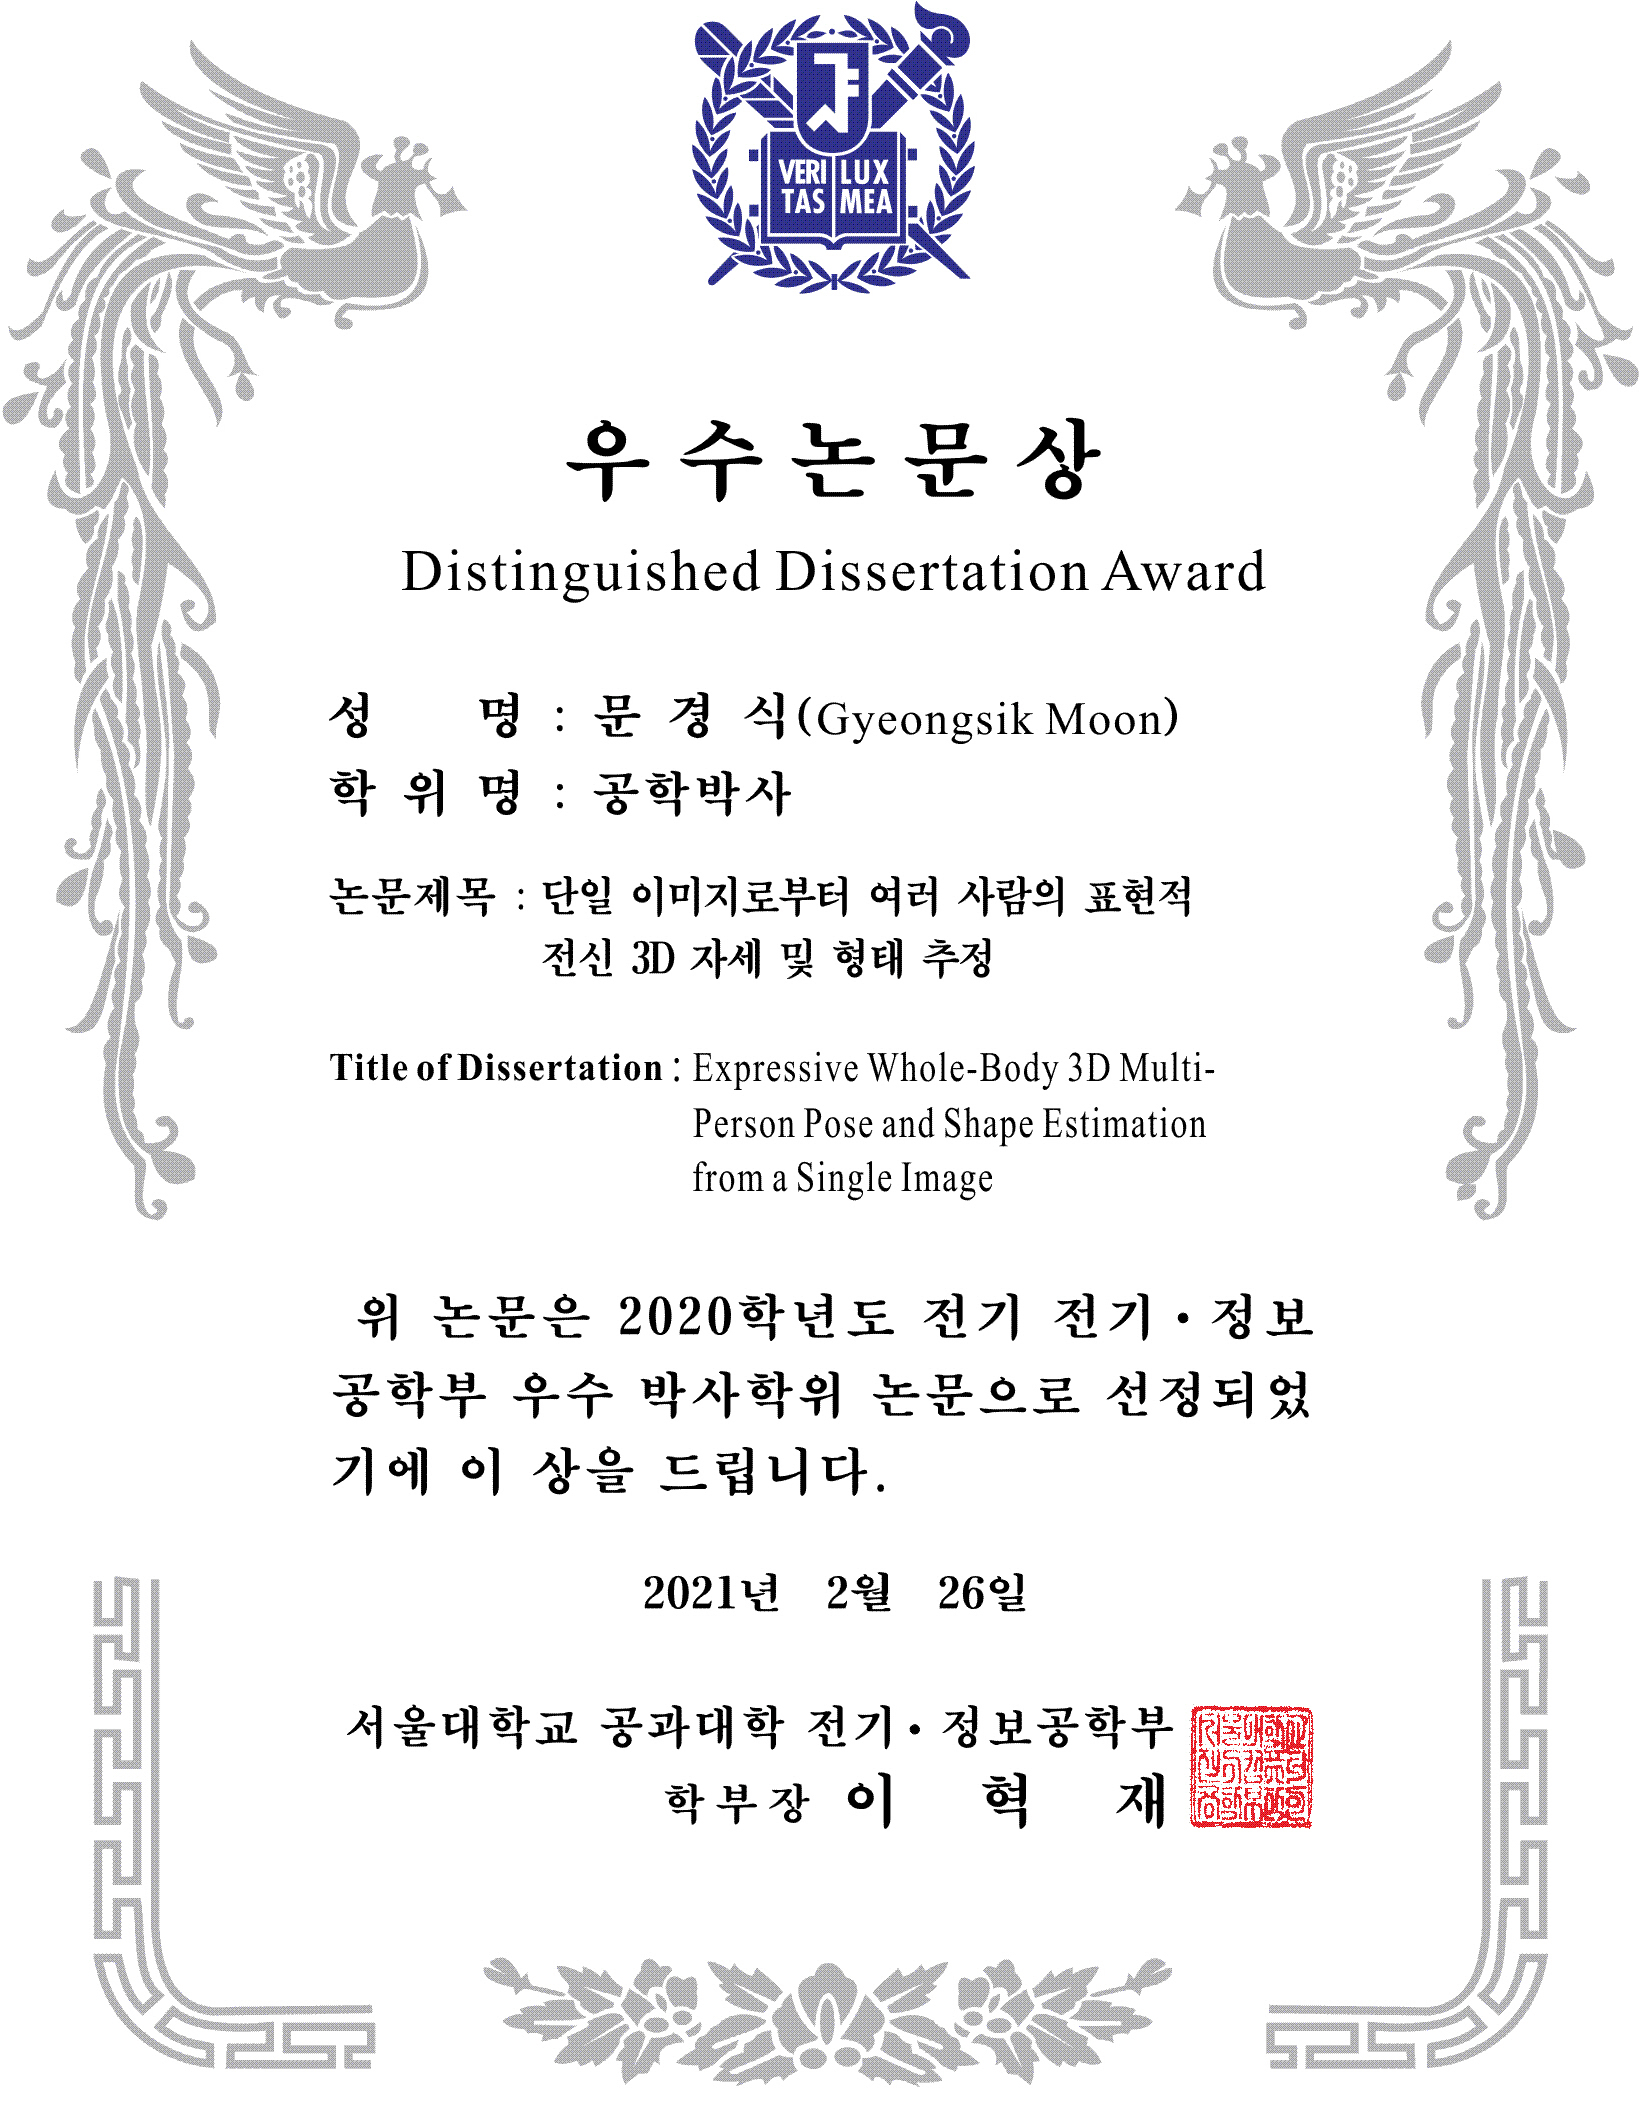 VERI LUX
TAS MEA
우수논문상
Distinguished Dissertation Award
성 명 : 문 경 식(Gyeongsik Moon)
학 위 명 : 공학박사
논문제목 : 단일 이미지로부터 여러 사람의 표현적
전신 3D 자세 및 형태 추정
Title of Dissertation : Expressive Whole-Body 3D Multi-
Person Pose and Shape Estimation
from a Single Image
위 논문은 2020학년도 전기 전기·정보
공학부 우수 박사학위 논문으로 선정되었
기에 이 상을 드립니다.
2021년 2월 26일
서울대학교 공과대학 전기·정보공학부
학부장 이 혁 재